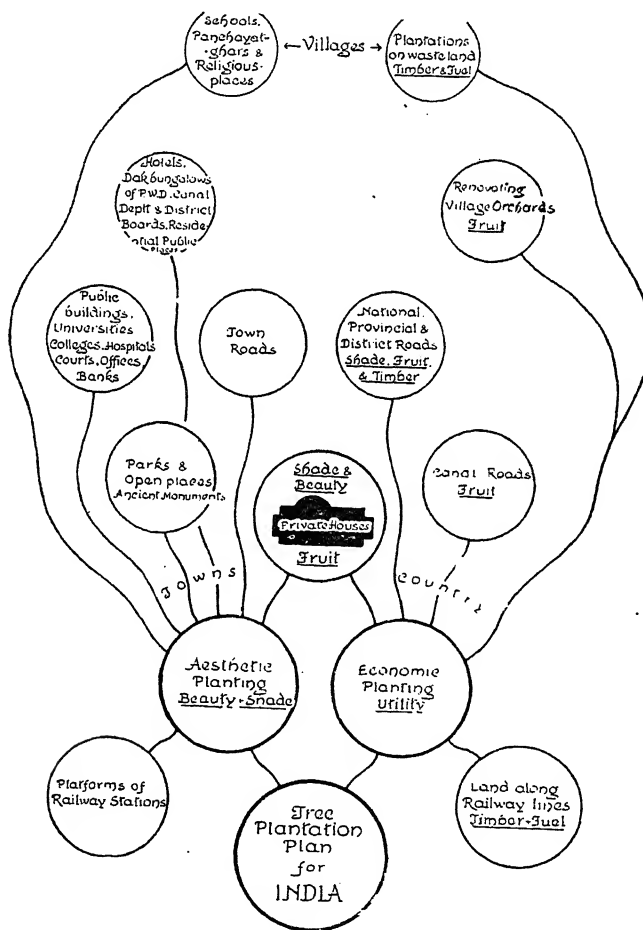 Schools,
Panchayat-
-ghars &
Religious-
places
←Villages→
Plantations
on wasteland
Timber & Fuel
Hotels,
Dakbungalows
of P.W.D. Canal
Deptt & District
Boards, Reside
ntial Public
Places
Renovating
Village Orchards
Fruit
Public
buildings,
Universities
Colleges, Hospitals
Courts, Offices,
Banks
Town
Roads
National,
Provincial &
District Roads
Shade, Fruit,
& Timber
Parks &
Open places,
Ancient Monuments
Shade &
Beauty
Private Houses
Fruit
Canal Roads
Fruit
TOWNS
COUNTRY
Aesthetic
Planting
Beauty + Shade
Economic
Planting
Utility
Platforms of
Railway Stations
Land along
Railway lines
Timber + Fuel
Tree
Plantation
Plan
for
INDIA